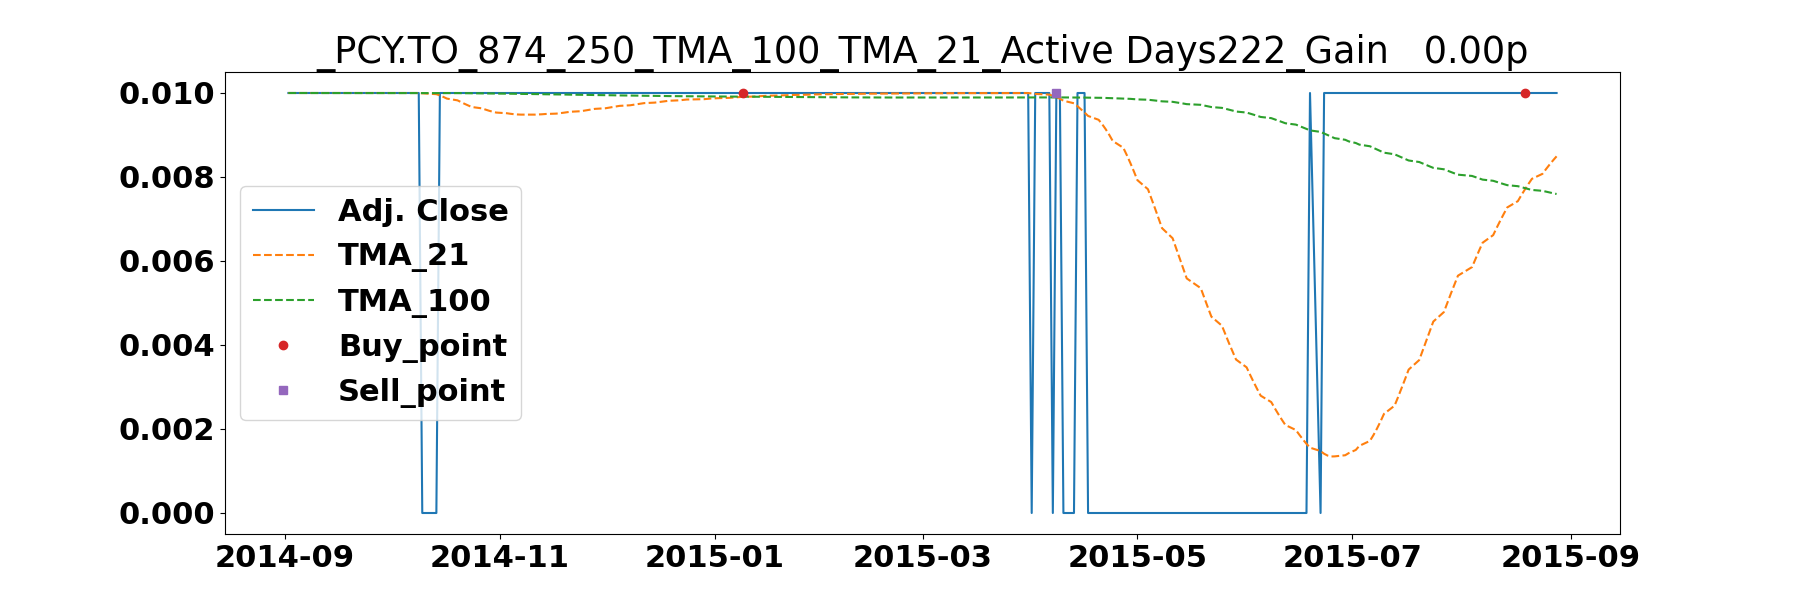 _PCY.TO_874_250_TMA_100_TMA_21_Active Days222_Gain   0.00p
0.010
0.008
0.006
0.004
0.002
0.000
Adj. Close
TMA_21
TMA_100
Buy_point
Sell_point
2014-09 2014-11 2015-01 2015-03 2015-05 2015-07 2015-09